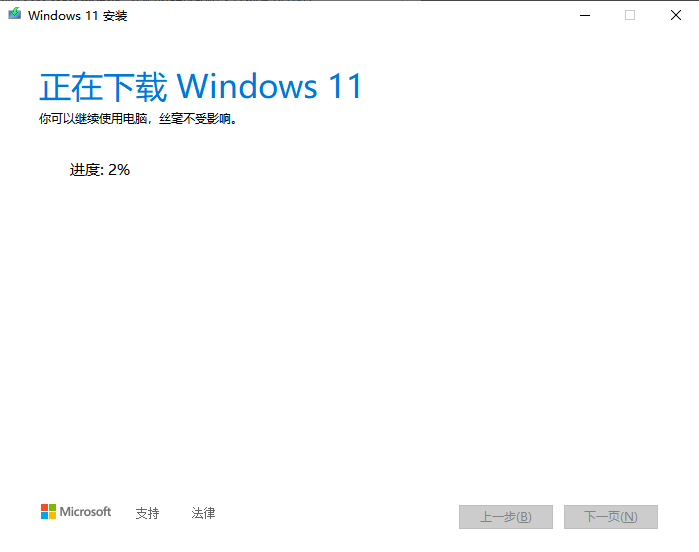 Windows 11 安装
正在下载 Windows 11
你可以继续使用电脑，丝毫不受影响。
进度: 2%
Microsoft 支持 法律 上一步(B) 下一页(N)